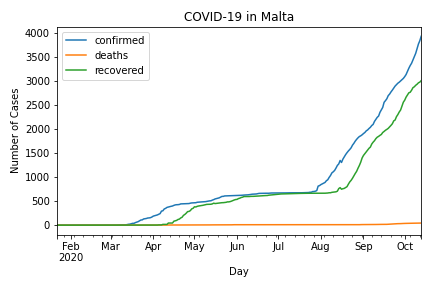 COVID-19 in Malta
confirmed
deaths
recovered
Number of Cases
4000
3500
3000
2500
2000
1500
1000
500
0
Feb Mar Apr May Jun Jul Aug Sep Oct
2020
Day